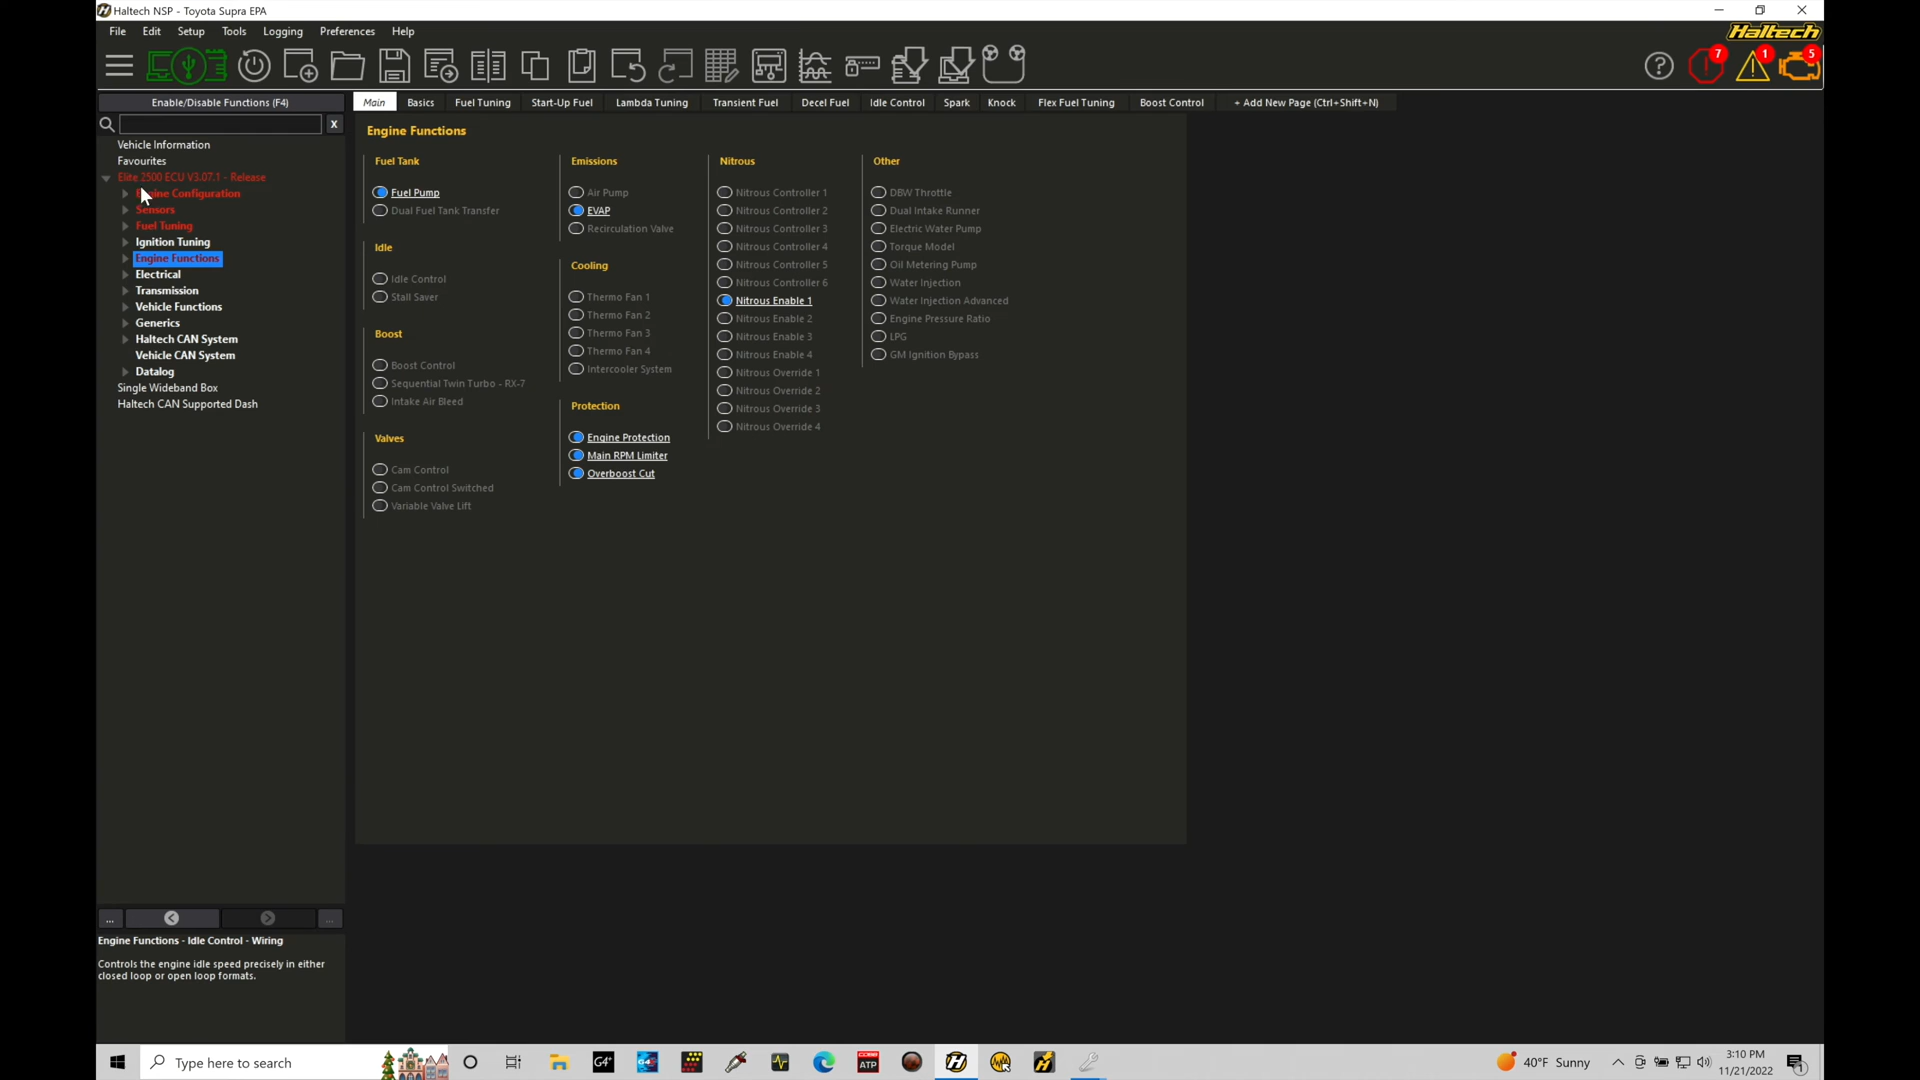 Haltech NSP - Toyota Supra EPA
File Edit Setup Tools Logging Preferences Help
Haltech
7 1 5
Enable/Disable Functions (F4)
Main Basics Fuel Tuning Start-Up Fuel Lambda Tuning Transient Fuel Decel Fuel Idle Control Spark Knock Flex Fuel Tuning Boost Control + Add New Page (Ctrl+Shift+N)
X
Vehicle Information
Favourites
Elite 2500 ECU V3.07.1 - Release
Engine Configuration
Sensors
Fuel Tuning
Ignition Tuning
Engine Functions
Electrical
Transmission
Vehicle Functions
Generics
Haltech CAN System
Vehicle CAN System
Datalog
Single Wideband Box
Haltech CAN Supported Dash
Engine Functions
Fuel Tank
Fuel Pump
Dual Fuel Tank Transfer
Idle
Idle Control
Stall Saver
Boost
Boost Control
Sequential Twin Turbo - RX-7
Intake Air Bleed
Valves
Cam Control
Cam Control Switched
Variable Valve Lift
Emissions
Air Pump
EVAP
Recirculation Valve
Cooling
Thermo Fan 1
Thermo Fan 2
Thermo Fan 3
Thermo Fan 4
Intercooler System
Protection
Engine Protection
Main RPM Limiter
Overboost Cut
Nitrous
Nitrous Controller 1
Nitrous Controller 2
Nitrous Controller 3
Nitrous Controller 4
Nitrous Controller 5
Nitrous Controller 6
Nitrous Enable 1
Nitrous Enable 2
Nitrous Enable 3
Nitrous Enable 4
Nitrous Override 1
Nitrous Override 2
Nitrous Override 3
Nitrous Override 4
Other
DBW Throttle
Dual Intake Runner
Electric Water Pump
Torque Model
Oil Metering Pump
Water Injection
Water Injection Advanced
Engine Pressure Ratio
LPG
GM Ignition Bypass
... ...
Engine Functions - Idle Control - Wiring
Controls the engine idle speed precisely in either
closed loop or open loop formats.
Type here to search
G4+
ATP
40°F Sunny
3:10 PM
11/21/2022
1